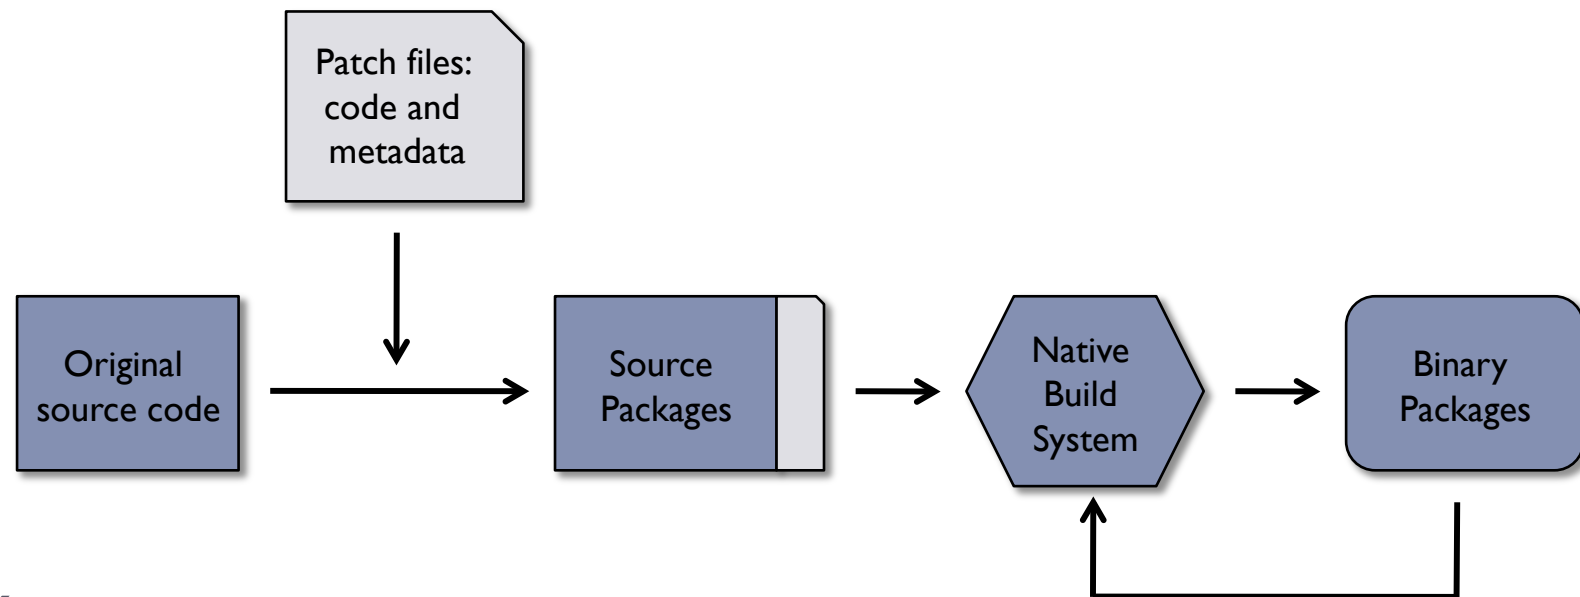 Patch files:
code and
metadata
Original
source code
Source
Packages
Native
Build
System
Binary
Packages